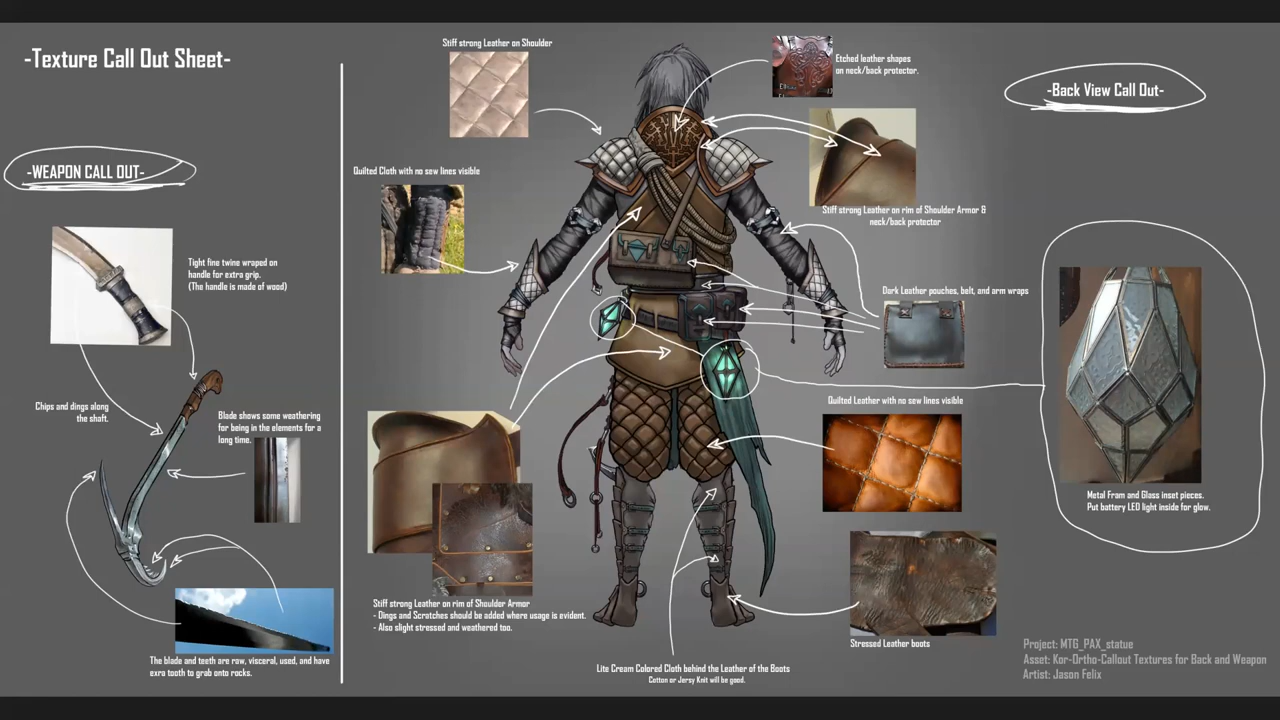 -Texture Call Out Sheet-
-WEAPON CALL OUT-
Tight fine twine wrapped on
handle for extra grip.
(The handle is made of wood)
Chips and dings along
the shaft.
Blade shows some weathering
for being in the elements for a
long time.
The blade and teeth are raw, visceral, used, and have
exra tooth to grab onto rocks.
Stiff strong Leather on Shoulder
Quilted Cloth with no sew lines visible
Stiff strong Leather on rim of Shoulder Armor
- Dings and Scratches should be added where usage is evident.
- Also slight stressed and weathered too.
Etched leather shapes
on neck/back protector.
Stiff strong Leather on rim of Shoulder Armor &
neck/back protector
Dark Leather pouches, belt, and arm wraps
Quilted Leather with no sew lines visible
Stressed Leather boots
Lite Cream Colored Cloth behind the Leather of the Boots
Cotton or Jersy Knit will be good.
-Back View Call Out-
Metal Fram and Glass inset pieces.
Put battery LED light inside for glow.
Project: MTG_PAX_statue
Asset: Kor-Ortho-Callout Textures for Back and Weapon
Artist: Jason Felix